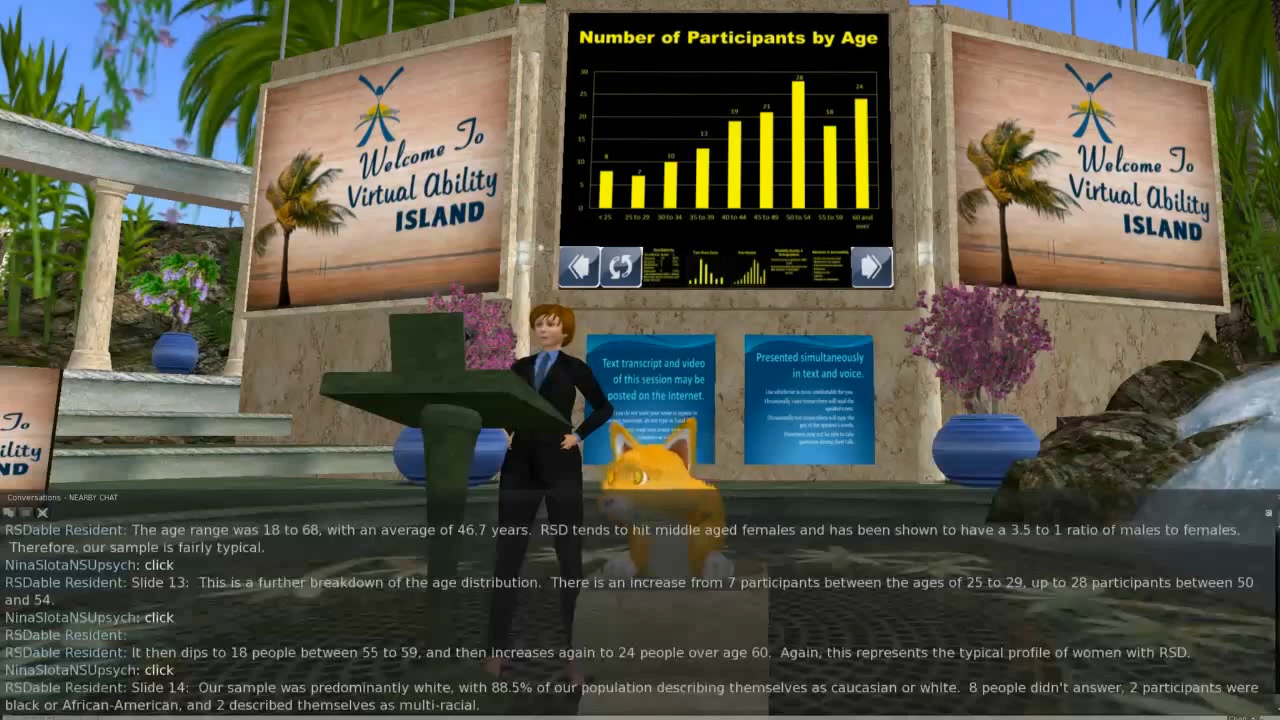 Number of Participants by Age
30
25
20
15
10
5
0
8
7
10
13
19
21
28
18
24
< 25
25 to 29
30 to 34
35 to 39
40 to 44
45 to 49
50 to 54
55 to 59
60 and
over
Welcome To
Virtual Ability
ISLAND
Welcome To
Virtual Ability
ISLAND
Text transcript and video
of this session may be
posted on the Internet.
Presented simultaneously
in text and voice.
To
ility
ND
Conversations - NEARBY CHAT
RSDable Resident: The age range was 18 to 68, with an average of 46.7 years.  RSD tends to hit middle aged females and has been shown to have a 3.5 to 1 ratio of males to females.
Therefore, our sample is fairly typical.
NinaSlotaNSUpsych: click
RSDable Resident: Slide 13:  This is a further breakdown of the age distribution.  There is an increase from 7 participants between the ages of 25 to 29, up to 28 participants between 50
and 54.
NinaSlotaNSUpsych: click
RSDable Resident:
RSDable Resident: It then dips to 18 people between 55 to 59, and then increases again to 24 people over age 60.  Again, this represents the typical profile of women with RSD.
NinaSlotaNSUpsych: click
RSDable Resident: Slide 14:  Our sample was predominantly white, with 88.5% of our population describing themselves as caucasian or white.  8 people didn't answer, 2 participants were
black or African-American, and 2 described themselves as multi-racial.